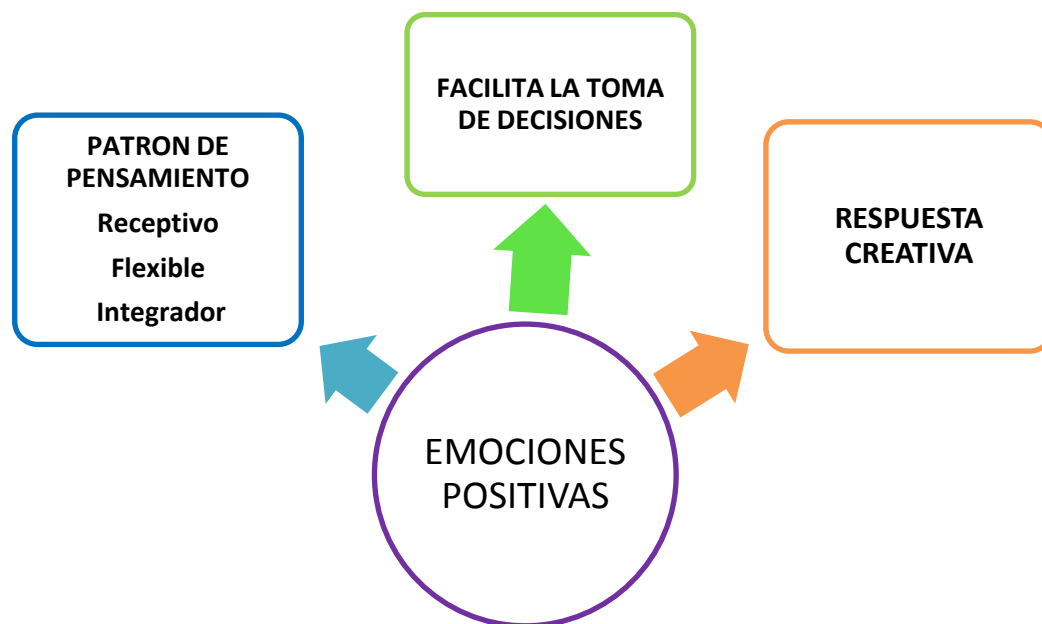 PATRON DE
PENSAMIENTO
Receptivo
Flexible
Integrador
FACILITA LA TOMA
DE DECISIONES
RESPUESTA
CREATIVA
EMOCIONES
POSITIVAS